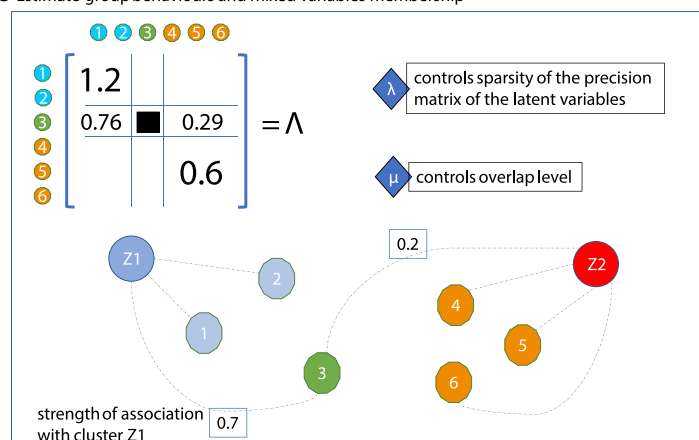 1 2 3 4 5 6
1
2
3
4
5
6
1.2
0.76 0.29
0.6
= Λ
λ controls sparsity of the precision
matrix of the latent variables
μ controls overlap level
0.2
Z1
Z2
2
4
1
5
3
6
strength of association
with cluster Z1
0.7